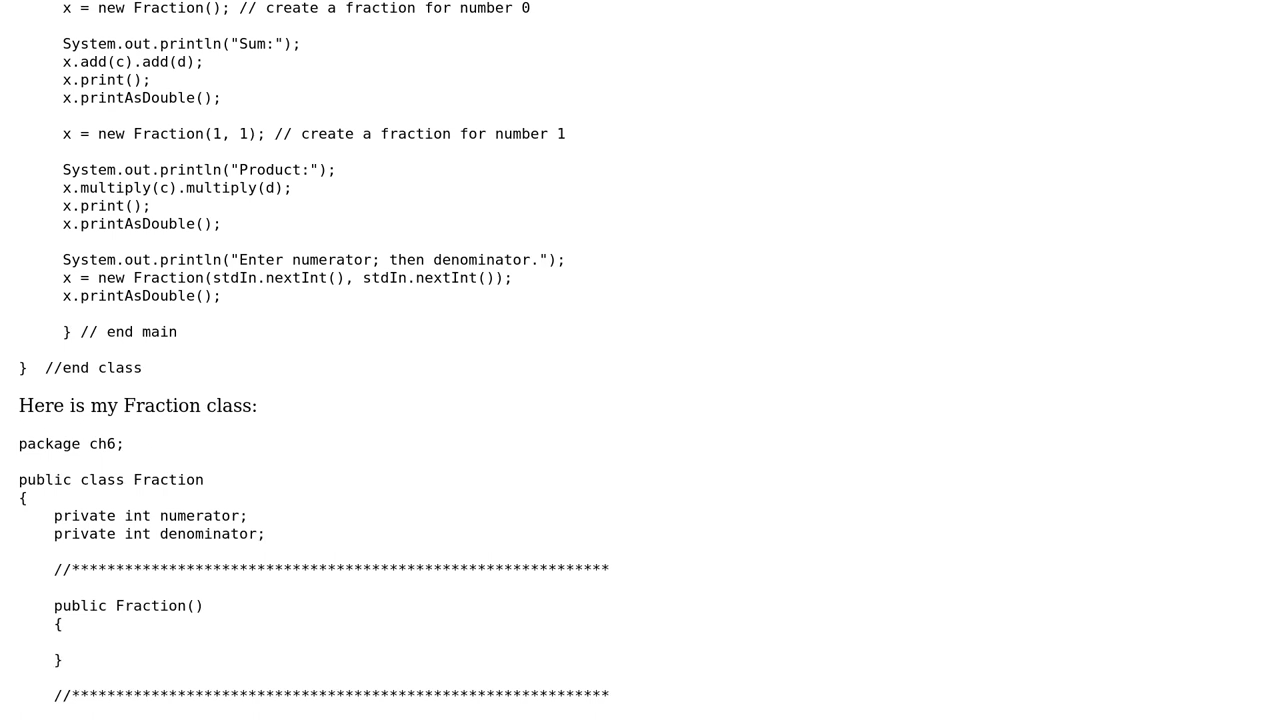 x = new Fraction(); // create a fraction for number 0
System.out.println("Sum:");
x.add(c).add(d);
x.print();
x.printAsDouble();
x = new Fraction(1, 1); // create a fraction for number 1
System.out.println("Product:");
x.multiply(c).multiply(d);
x.print();
x.printAsDouble();
System.out.println("Enter numerator; then denominator.");
x = new Fraction(stdIn.nextInt(), stdIn.nextInt());
x.printAsDouble();
} // end main
}  //end class
Here is my Fraction class:
package ch6;
public class Fraction
{
private int numerator;
private int denominator;
//*************************************************************
public Fraction()
{
}
//*************************************************************